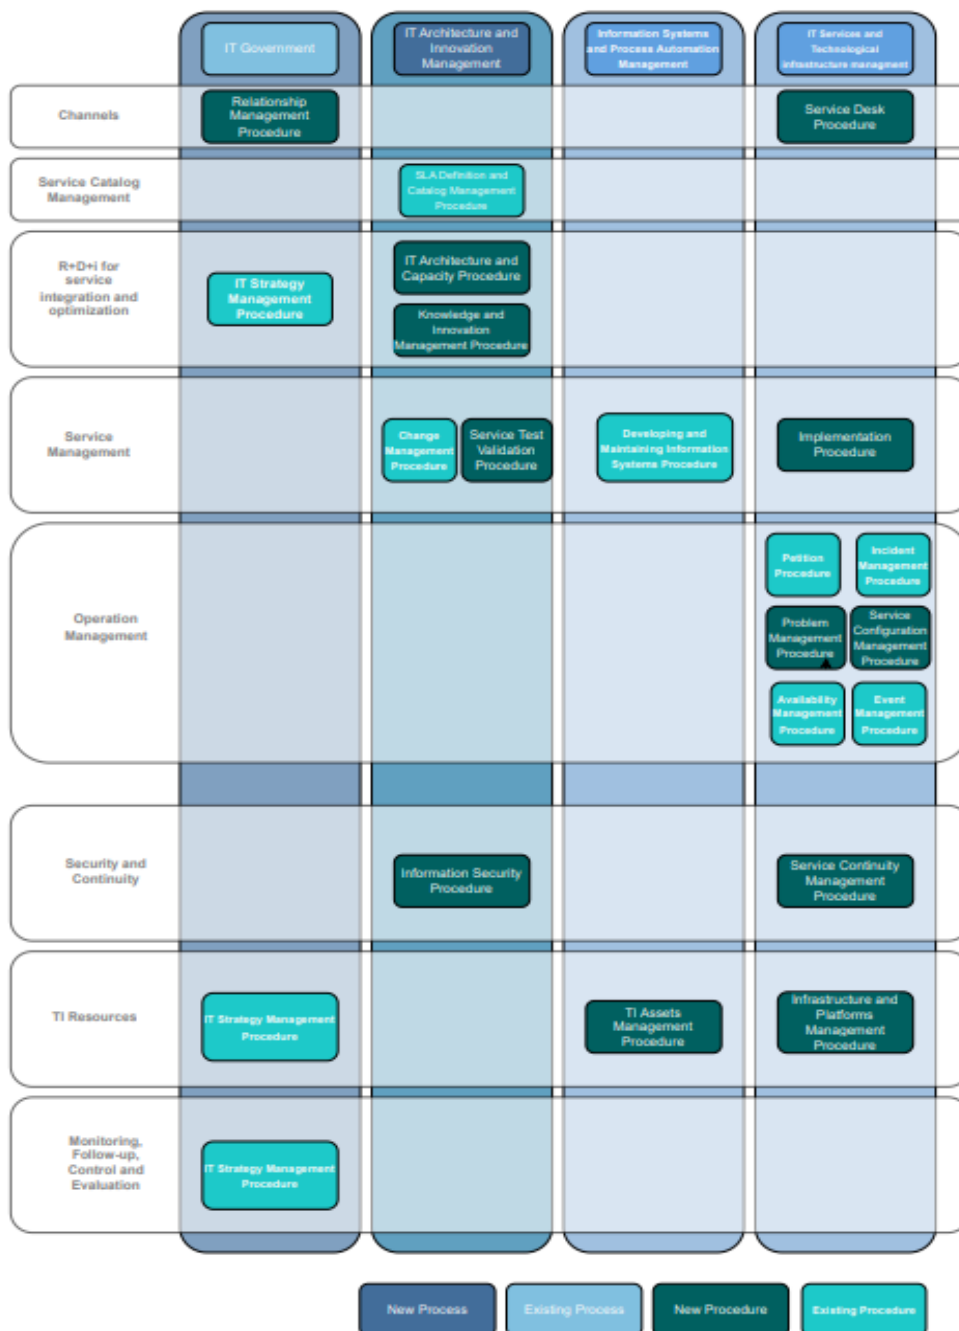 IT Government
IT Architecture and
Innovation
Management
Information Systems
and Process Automation
Management
IT Services and
Technological
infrastructure managment
Channels
Relationship
Management
Procedure
Service Desk
Procedure
Service Catalog
Management
SLA Definition and
Catalog Management
Procedure
R+D+i for
service
integration and
optimization
IT Strategy
Management
Procedure
IT Architecture and
Capacity Procedure
Knowledge and
Innovation
Management Procedure
Service
Management
Change
Management
Procedure
Service Test
Validation
Procedure
Developing and
Maintaining Information
Systems Procedure
Implementation
Procedure
Operation
Management
Petition
Procedure
Incident
Management
Procedure
Problem
Management
Procedure
Service
Configuration
Management
Procedure
Availability
Management
Procedure
Event
Management
Procedure
Security and
Continuity
Information Security
Procedure
Service Continuity
Management
Procedure
TI Resources
IT Strategy Management
Procedure
TI Assets
Management
Procedure
Infrastructure and
Platforms
Management
Procedure
Monitoring,
Follow-up,
Control and
Evaluation
IT Strategy Management
Procedure
New Process
Existing Process
New Procedure
Existing Procedure